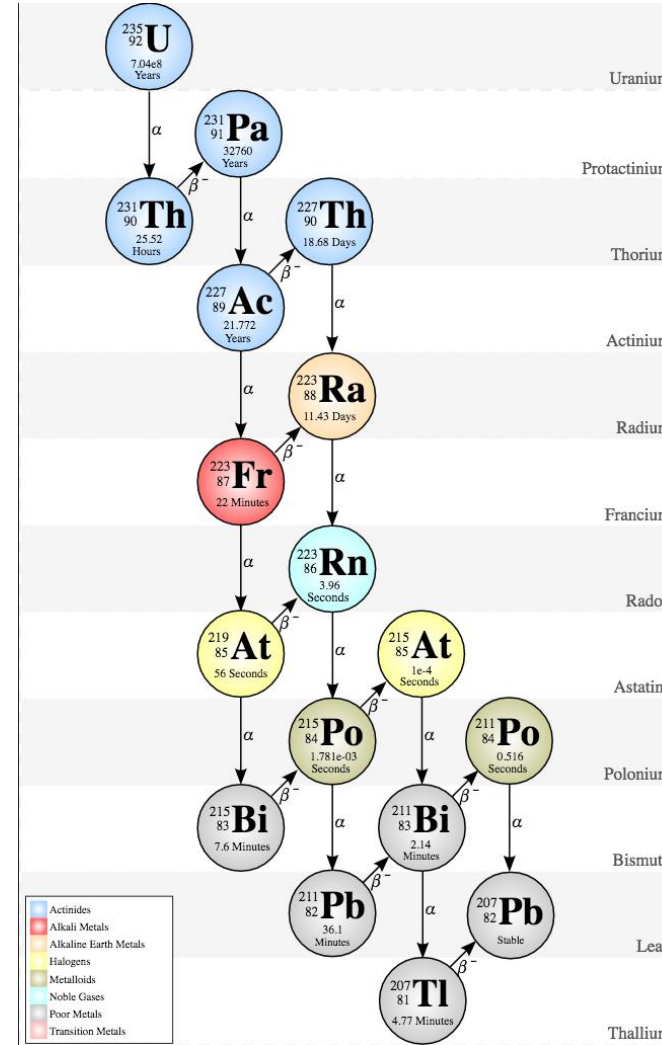 235
92 U
7.04e8
Years
Uranium
α
231
91 Pa
32760
Years
Protactinium
β⁻
231
90 Th
25.52
Hours
α
227
90 Th
18.68 Days
Thorium
β⁻
227
89 Ac
21.772
Years
α
Actinium
α
223
88 Ra
11.43 Days
Radium
β⁻
223
87 Fr
22 Minutes
α
Francium
α
223
86 Rn
3.96
Seconds
Rado
β⁻
219
85 At
56 Seconds
α
215
85 At
1e-4
Seconds
Astatin
β⁻
α
215
84 Po
1.781e-03
Seconds
α
211
84 Po
0.516
Seconds
Polonium
β⁻
β⁻
215
83 Bi
7.6 Minutes
α
211
83 Bi
2.14
Minutes
α
Bismut
β⁻
211
82 Pb
36.1
Minutes
α
207
82 Pb
Stable
Lea
β⁻
207
81 Tl
4.77 Minutes
Thallium
Actinides
Alkali Metals
Alkaline Earth Metals
Halogens
Metalloids
Noble Gases
Poor Metals
Transition Metals